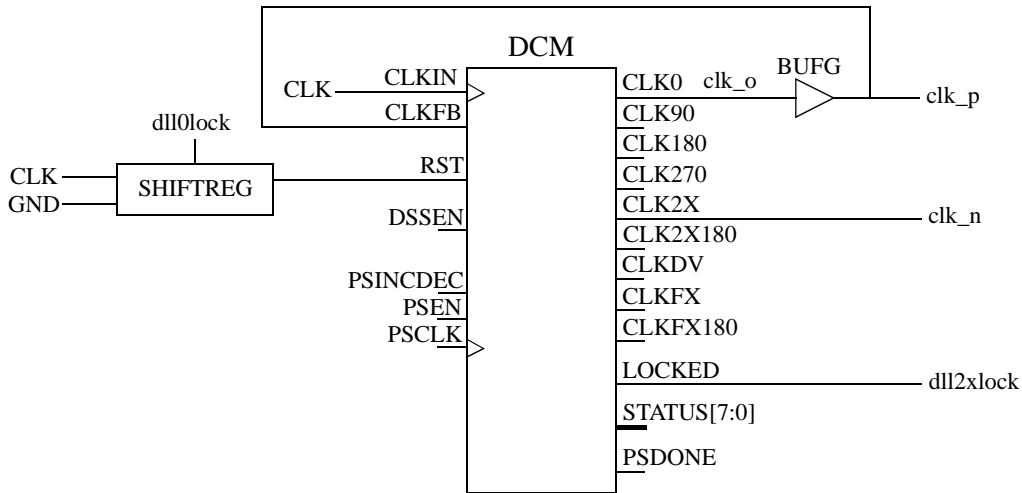 DCM
BUFG
CLKIN
CLK0
clk_o
CLK
clk_p
CLKFB
CLK90
dll0lock
CLK180
RST
CLK270
CLK
SHIFTREG
GND
CLK2X
DSSEN
clk_n
CLK2X180
CLKDV
PSINCDEC
CLKFX
PSEN
CLKFX180
PSCLK
LOCKED
dll2xlock
STATUS[7:0]
PSDONE